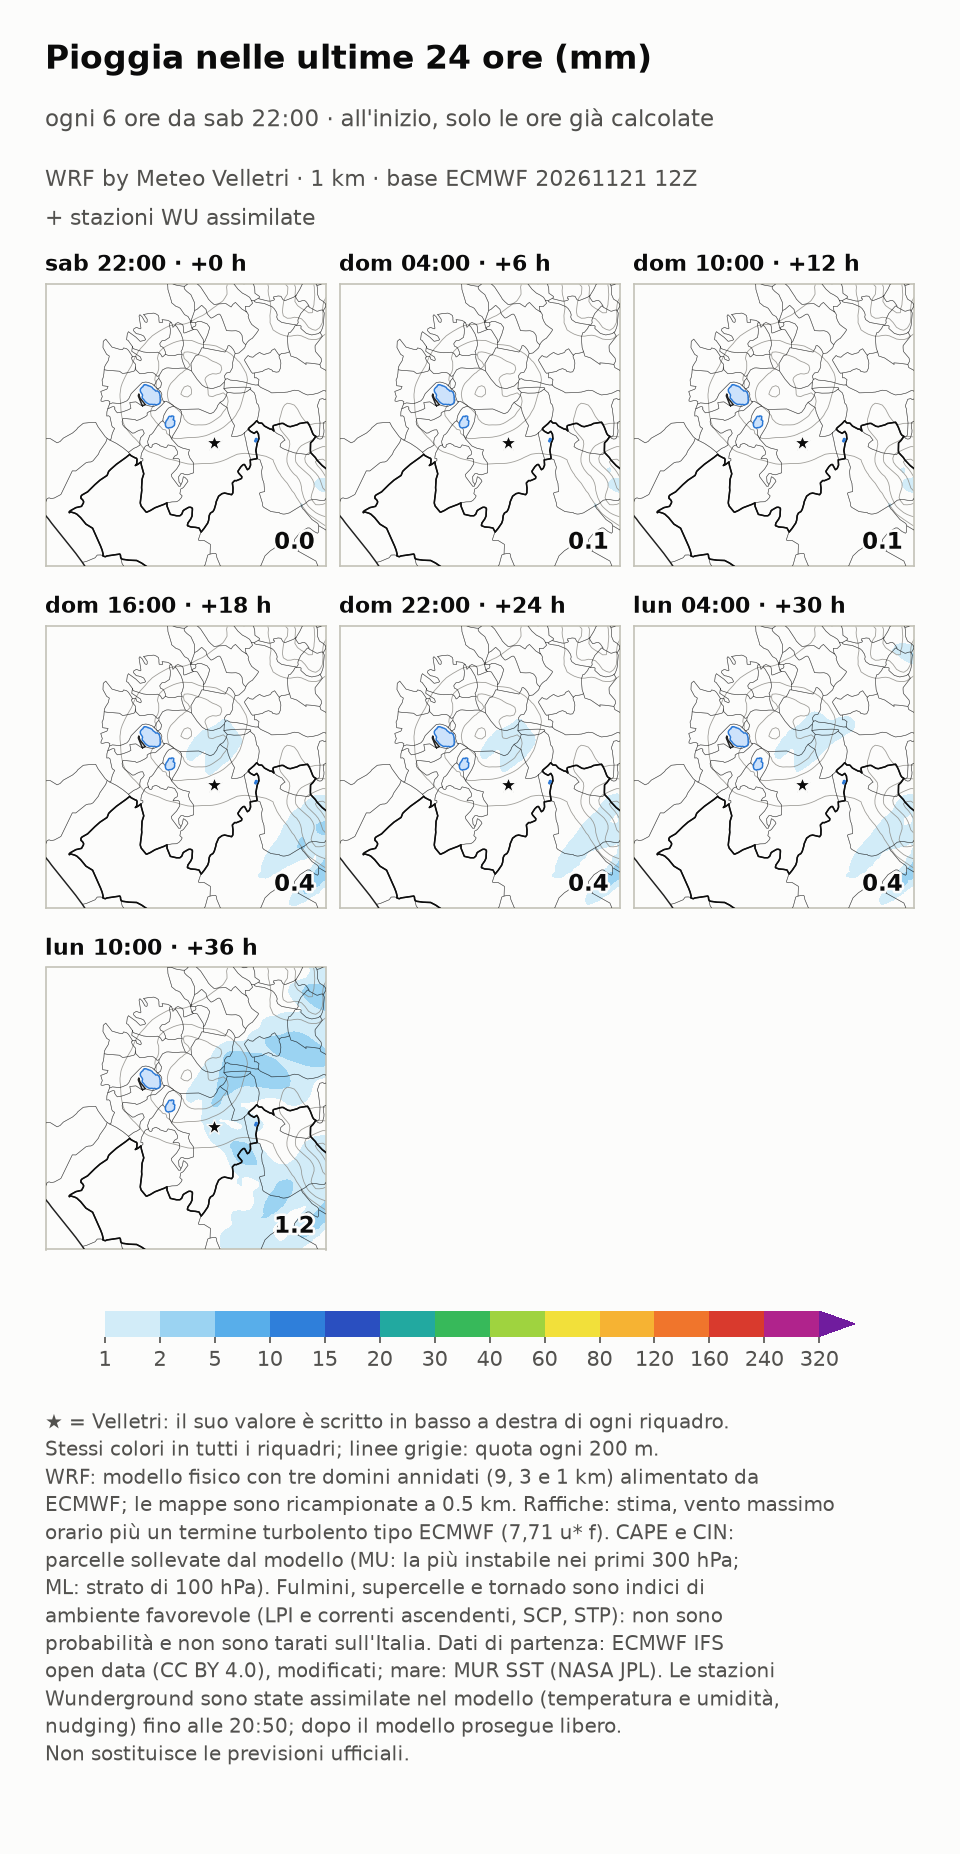 Pioggia nelle ultime 24 ore (mm)
ogni 6 ore da sab 22:00 · all'inizio, solo le ore già calcolate
WRF by Meteo Velletri · 1 km · base ECMWF 20261121 12Z
+ stazioni WU assimilate
sab 22:00 · +0 h
dom 04:00 · +6 h
dom 10:00 · +12 h
0.0
0.1
0.1
dom 16:00 · +18 h
dom 22:00 · +24 h
lun 04:00 · +30 h
0.4
0.4
0.4
lun 10:00 · +36 h
1.2
1 2 5 10 15 20 30 40 60 80 120 160 240 320
★ = Velletri: il suo valore è scritto in basso a destra di ogni riquadro.
Stessi colori in tutti i riquadri; linee grigie: quota ogni 200 m.
WRF: modello fisico con tre domini annidati (9, 3 e 1 km) alimentato da
ECMWF; le mappe sono ricampionate a 0.5 km. Raffiche: stima, vento massimo
orario più un termine turbolento tipo ECMWF (7,71 u* f). CAPE e CIN:
parcelle sollevate dal modello (MU: la più instabile nei primi 300 hPa;
ML: strato di 100 hPa). Fulmini, supercelle e tornado sono indici di
ambiente favorevole (LPI e correnti ascendenti, SCP, STP): non sono
probabilità e non sono tarati sull'Italia. Dati di partenza: ECMWF IFS
open data (CC BY 4.0), modificati; mare: MUR SST (NASA JPL). Le stazioni
Wunderground sono state assimilate nel modello (temperatura e umidità,
nudging) fino alle 20:50; dopo il modello prosegue libero.
Non sostituisce le previsioni ufficiali.